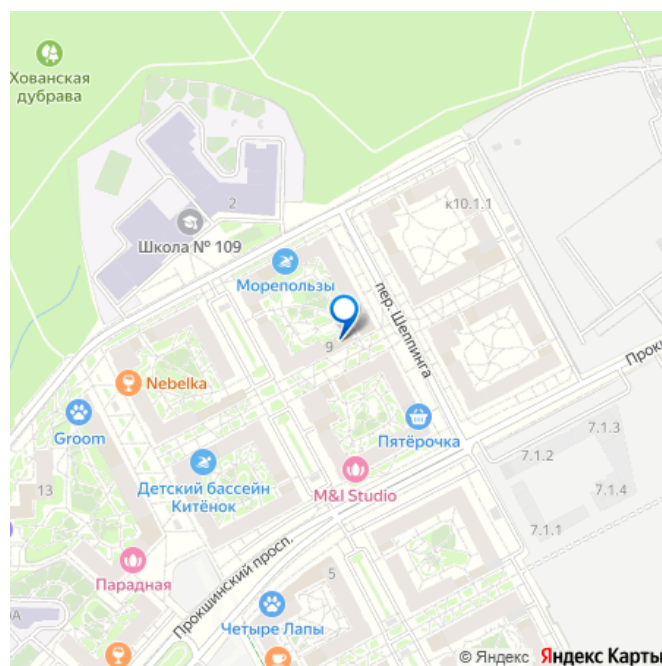 Хованская
дубрава
к10.1.1
2
Школа № 109
Морепользы
пер. Шеппинга
9
Nebelka
Groom
Пятёрочка
7.1.3
7.1.2
Детский бассейн
Китёнок
M&I Studio
13
7.1.4
7.1.1
Прокшинский просп.
Парадная
5
Четыре Лапы
© Яндекс Яндекс Карты